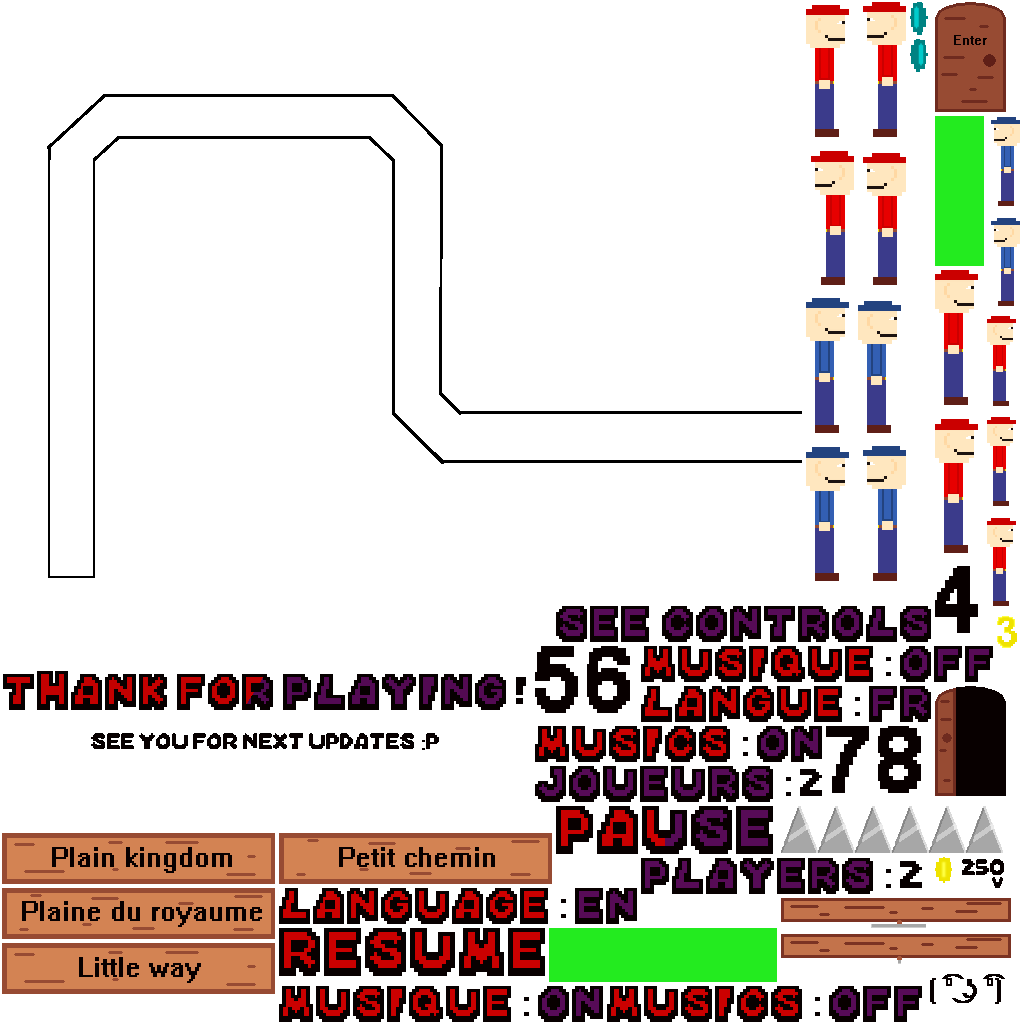 Enter
SEE CONTROLS
4
3
THANK FOR PLAYING !
56
MUSIQUE : OFF
LANGUE : FR
SEE YOU FOR NEXT UPDATES :P
MUSICS : ON
78
JOUEURS : 2
PAUSE
Plain kingdom
Petit chemin
PLAYERS : 2
250
V
Plaine du royaume
LANGUAGE : EN
RESUME
Little way
MUSIQUE : ON
MUSICS : OFF
( ͡° ͜ʖ ͡°)